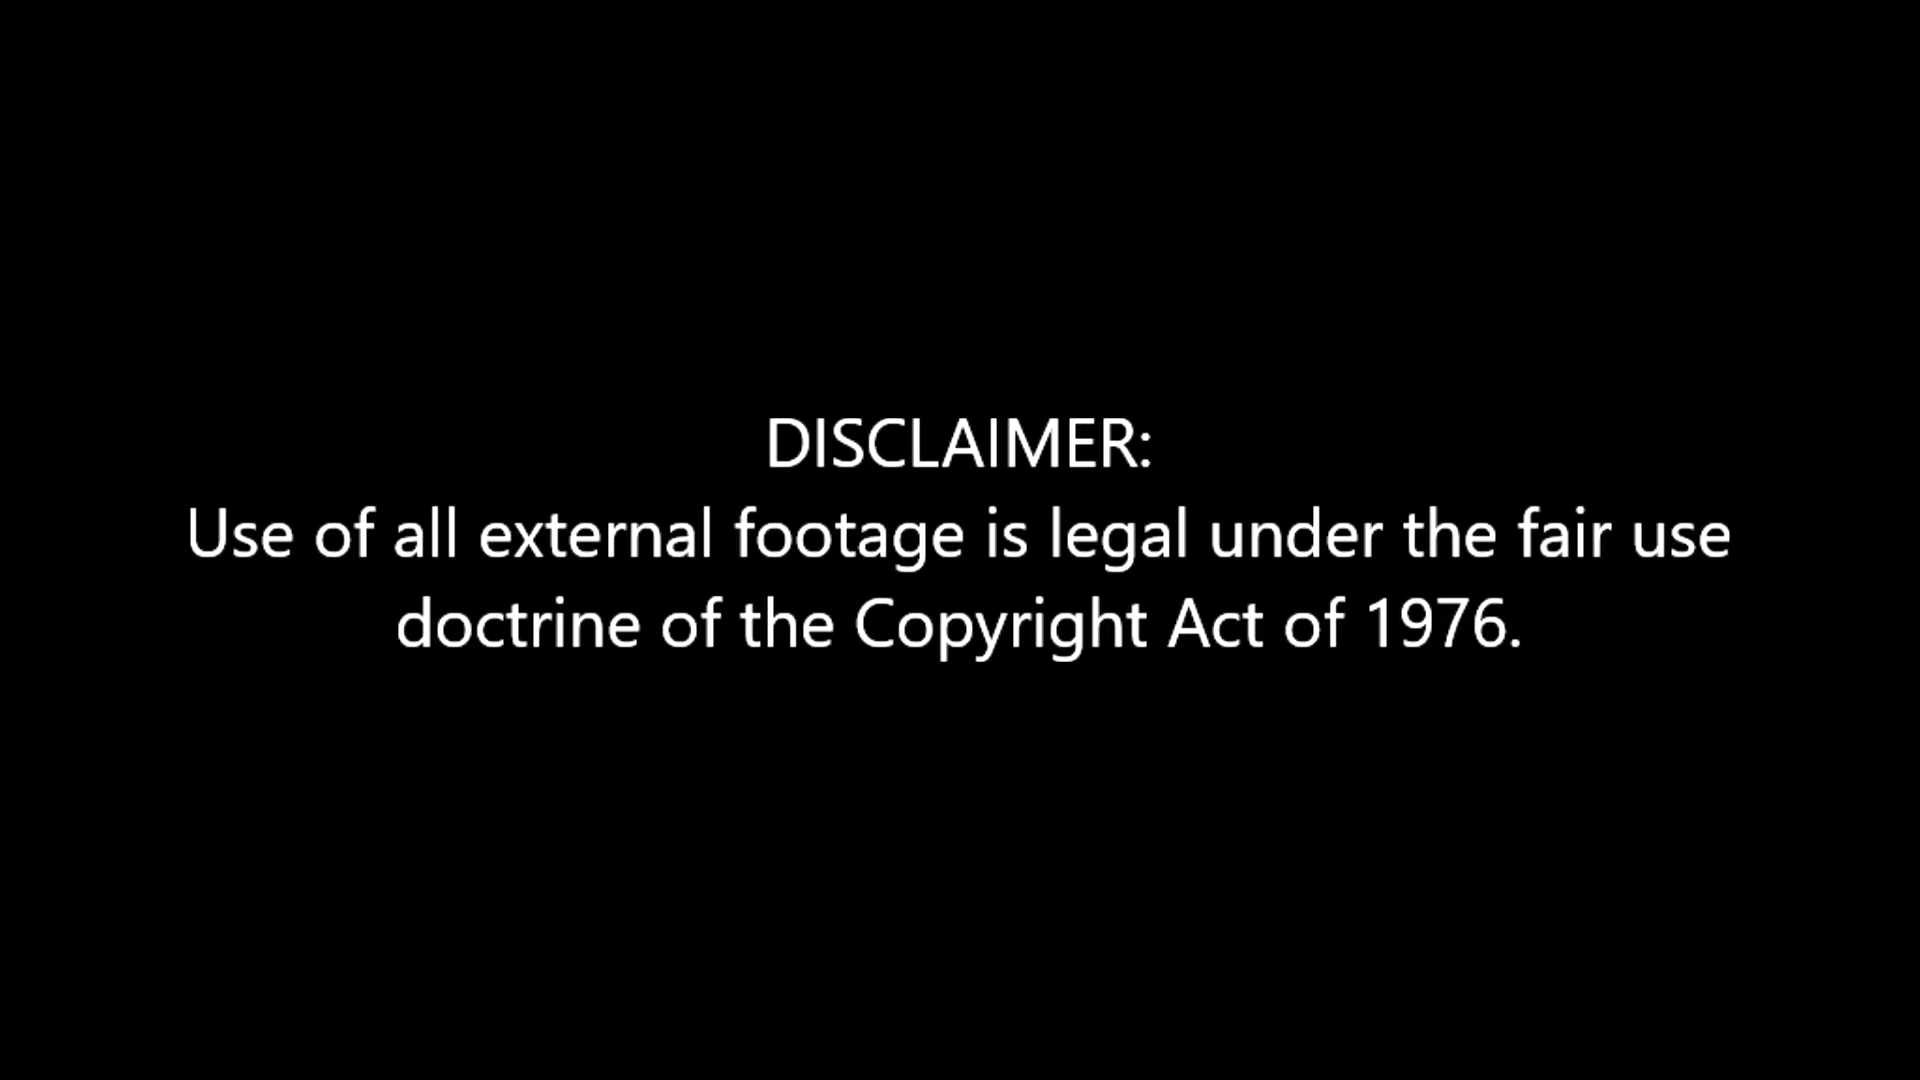 DISCLAIMER:
Use of all external footage is legal under the fair use
doctrine of the Copyright Act of 1976.